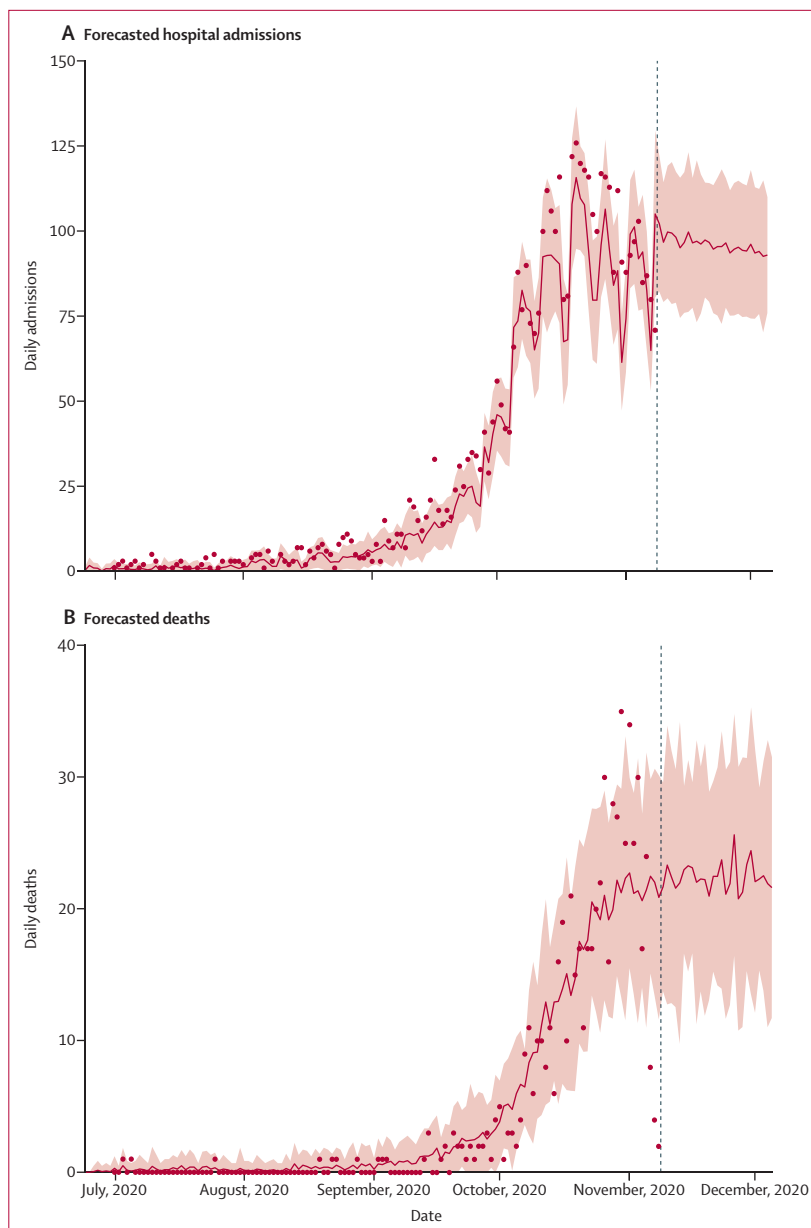 A Forecasted hospital admissions
150
125
100
75
50
25
0
Daily admissions
B Forecasted deaths
40
30
20
10
0
Daily deaths
July, 2020 August, 2020 September, 2020 October, 2020 November, 2020 December, 2020
Date